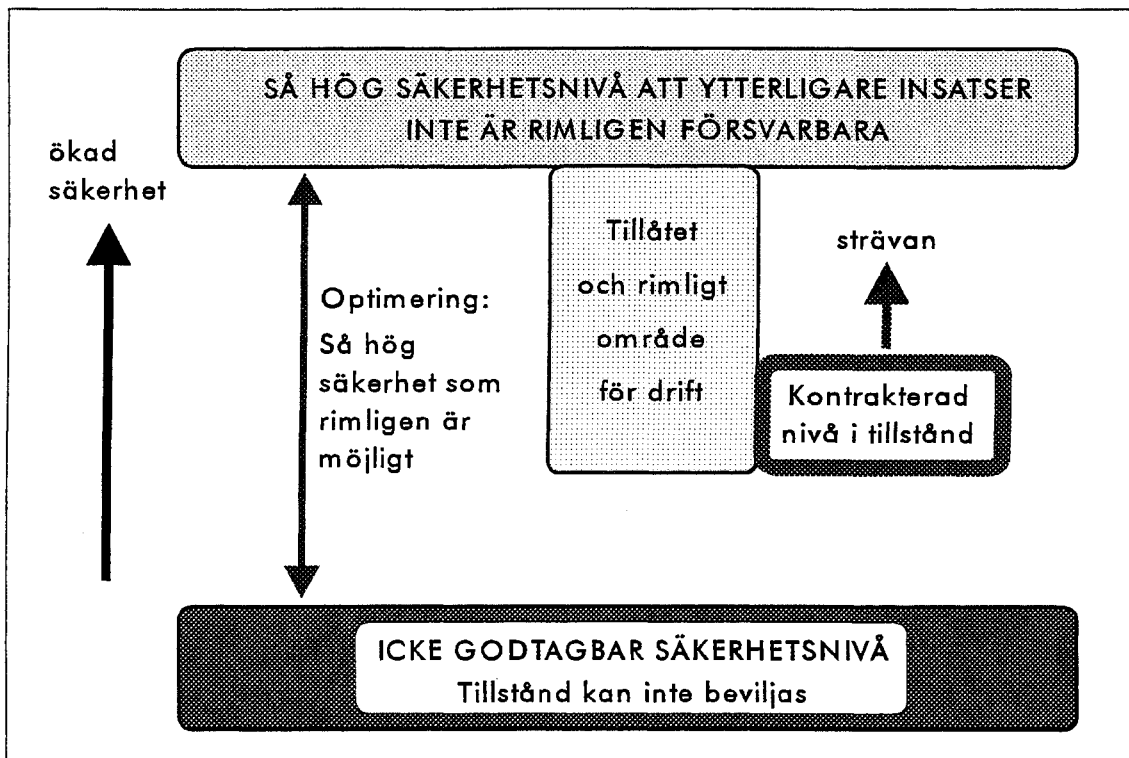 SÅ HÖG SÄKERHETSNIVÅ ATT YTTERLIGARE INSATSER
INTE ÄR RIMLIGEN FÖRSVARBARA
ökad
säkerhet
Optimering:
Så hög
säkerhet som
rimligen är
möjligt
Tillåtet
och rimligt
område
för drift
strävan
Kontrakterad
nivå i tillstånd
ICKE GODTAGBAR SÄKERHETSNIVÅ
Tillstånd kan inte beviljas